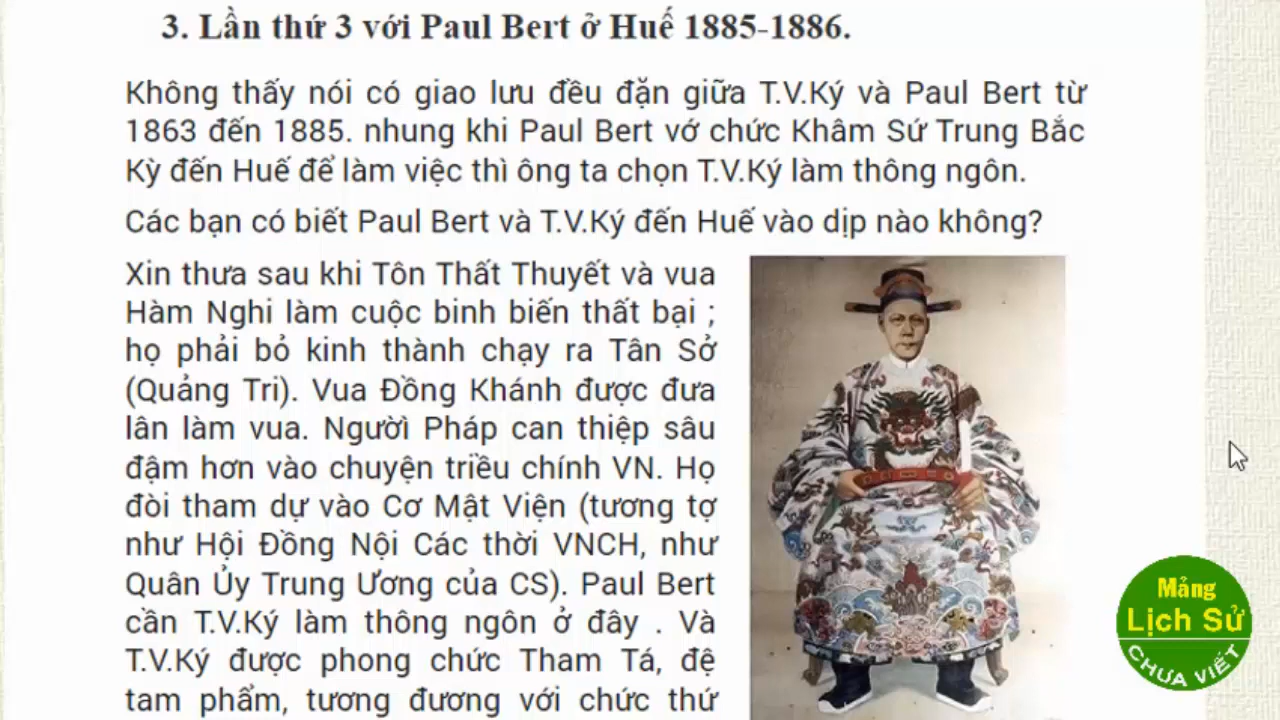 3. Lần thứ 3 với Paul Bert ở Huế 1885-1886.
Không thấy nói có giao lưu đều đặn giữa T.V.Ký và Paul Bert từ
1863 đến 1885. nhung khi Paul Bert vớ chức Khâm Sứ Trung Bắc
Kỳ đến Huế để làm việc thì ông ta chọn T.V.Ký làm thông ngôn.
Các bạn có biết Paul Bert và T.V.Ký đến Huế vào dịp nào không?
Xin thưa sau khi Tôn Thất Thuyết và vua
Hàm Nghi làm cuộc binh biến thất bại ;
họ phải bỏ kinh thành chạy ra Tân Sở
(Quảng Tri). Vua Đồng Khánh được đưa
lân làm vua. Người Pháp can thiệp sâu
đậm hơn vào chuyện triều chính VN. Họ
đòi tham dự vào Cơ Mật Viện (tương tợ
như Hội Đồng Nội Các thời VNCH, như
Quân Ủy Trung Ương của CS). Paul Bert
cần T.V.Ký làm thông ngôn ở đây . Và
T.V.Ký được phong chức Tham Tá, đệ
tam phẩm, tương đương với chức thứ
Mảng
Lịch Sử
CHƯA VIẾT